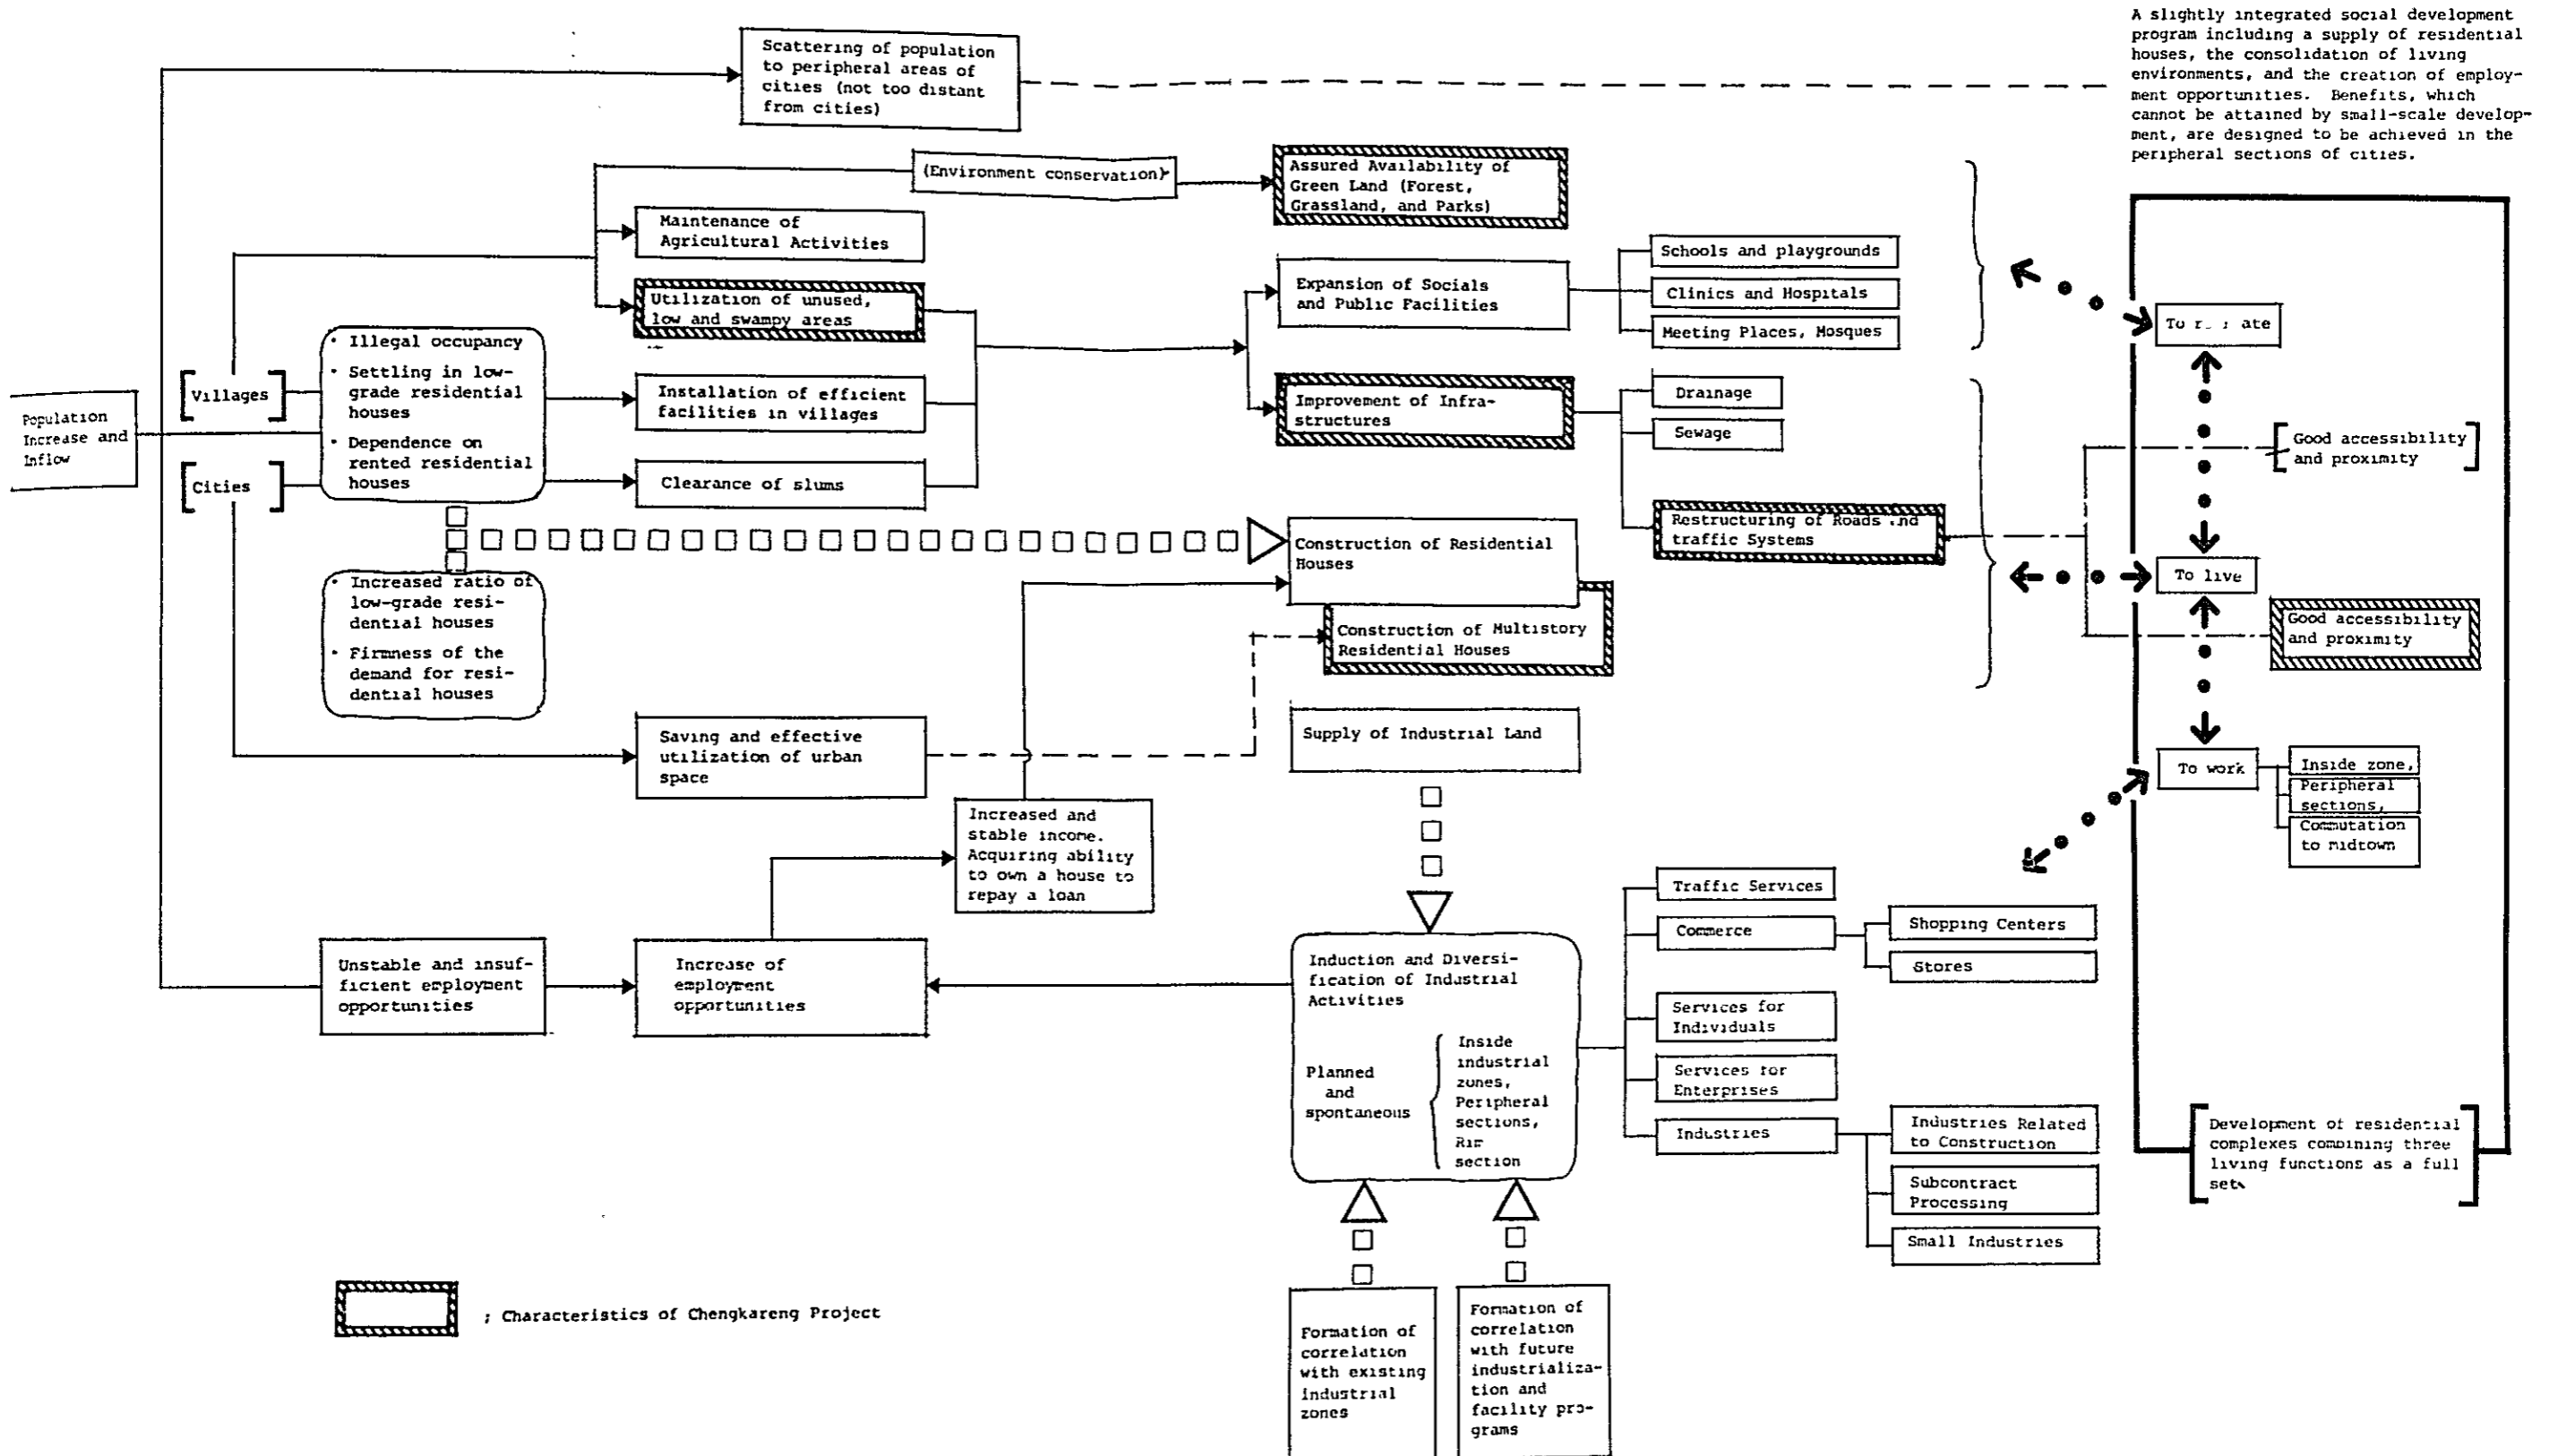 A slightly integrated social development
program including a supply of residential
houses, the consolidation of living
environments, and the creation of employ-
ment opportunities. Benefits, which
cannot be attained by small-scale develop-
ment, are designed to be achieved in the
peripheral sections of cities.
Scattering of population
to peripheral areas of
cities (not too distant
from cities)
(Environment conservation)
Assured Availability of
Green Land (Forest,
Grassland, and Parks)
Maintenance of
Agricultural Activities
Utilization of unused,
low and swampy areas
Expansion of Socials
and Public Facilities
Schools and playgrounds
Clinics and Hospitals
Meeting Places, Mosques
To
Population
Increase and
Inflow
[Villages]
[Cities]
• Illegal occupancy
• Settling in low-
grade residential
houses
• Dependence on
rented residential
houses
Installation of efficient
facilities in villages
Clearance of slums
Improvement of Infra-
structures
Drainage
Sewage
Restructuring of Roads
traffic Systems
[Good accessibility
and proximity]
To live
Good accessibility
and proximity
• Increased ratio of
low-grade resi-
dential houses
• Firmness of the
demand for resi-
dential houses
Construction of Residential
Houses
Construction of Multistory
Residential Houses
Saving and effective
utilization of urban
space
Supply of Industrial Land
To work
Inside zone,
Peripheral
sections,
Commutation
to midtown
Increased and
stable income.
Acquiring ability
to own a house to
repay a loan
Unstable and insuf-
ficient employment
opportunities
Increase of
employment
opportunities
Induction and Diversi-
fication of Industrial
Activities
Planned
and
spontaneous
Inside
industrial
zones,
Peripheral
sections,
Rim
section
Traffic Services
Commerce
Shopping Centers
Stores
Services for
Individuals
Services for
Enterprises
Industries
Industries Related
to Construction
Subcontract
Processing
Small Industries
[Development of residential
complexes combining three
living functions as a full
set.]
Formation of
correlation
with existing
industrial
zones
Formation of
correlation
with future
industrializa-
tion and
facility pro-
grams
; Characteristics of Chengkareng Project